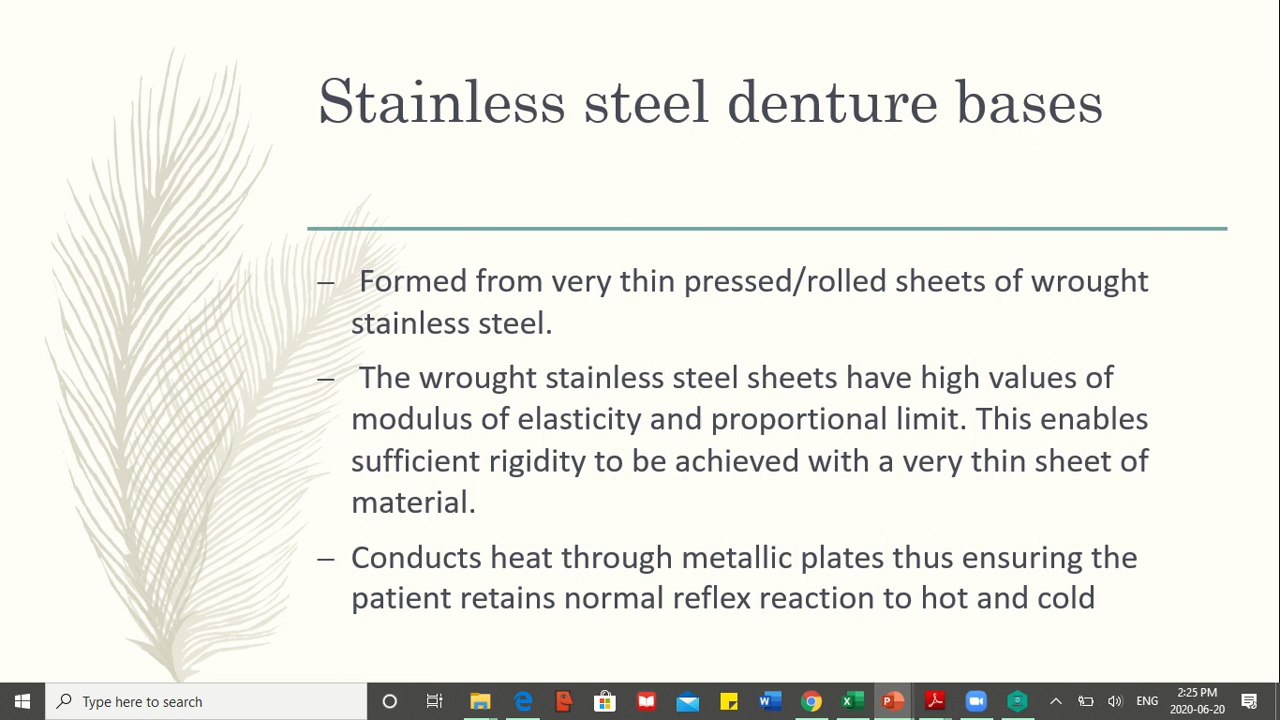 Stainless steel denture bases
– Formed from very thin pressed/rolled sheets of wrought
stainless steel.
– The wrought stainless steel sheets have high values of
modulus of elasticity and proportional limit. This enables
sufficient rigidity to be achieved with a very thin sheet of
material.
– Conducts heat through metallic plates thus ensuring the
patient retains normal reflex reaction to hot and cold
Type here to search
ENG
2:25 PM
2020-06-20